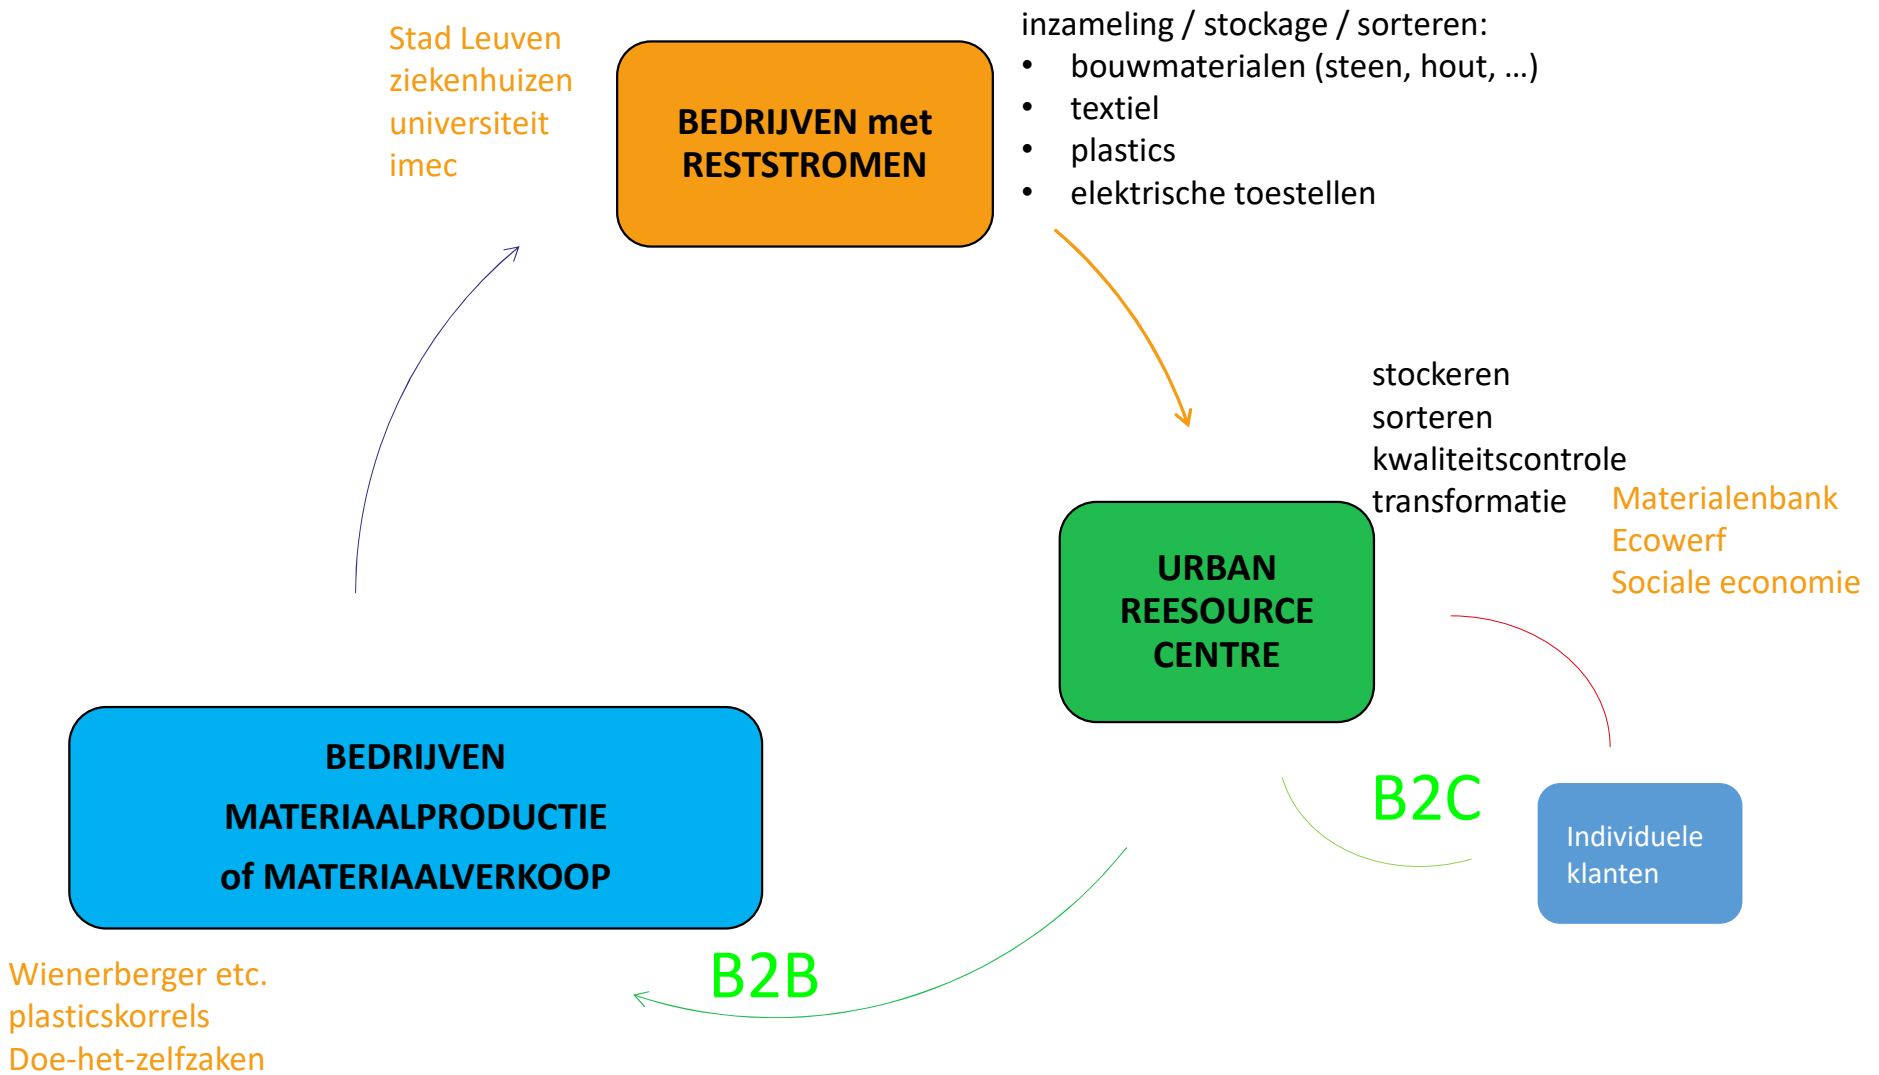 Stad Leuven
ziekenhuizen
universiteit
imec
BEDRIJVEN met
RESTSTROMEN
inzameling / stockage / sorteren:
• bouwmaterialen (steen, hout, ...)
• textiel
• plastics
• elektrische toestellen
stockeren
sorteren
kwaliteitscontrole
transformatie
Materialenbank
Ecowerf
Sociale economie
URBAN
REESOURCE
CENTRE
BEDRIJVEN
MATERIAALPRODUCTIE
of MATERIAALVERKOOP
B2C
Individuele
klanten
B2B
Wienerberger etc.
plasticskorrels
Doe-het-zelfzaken